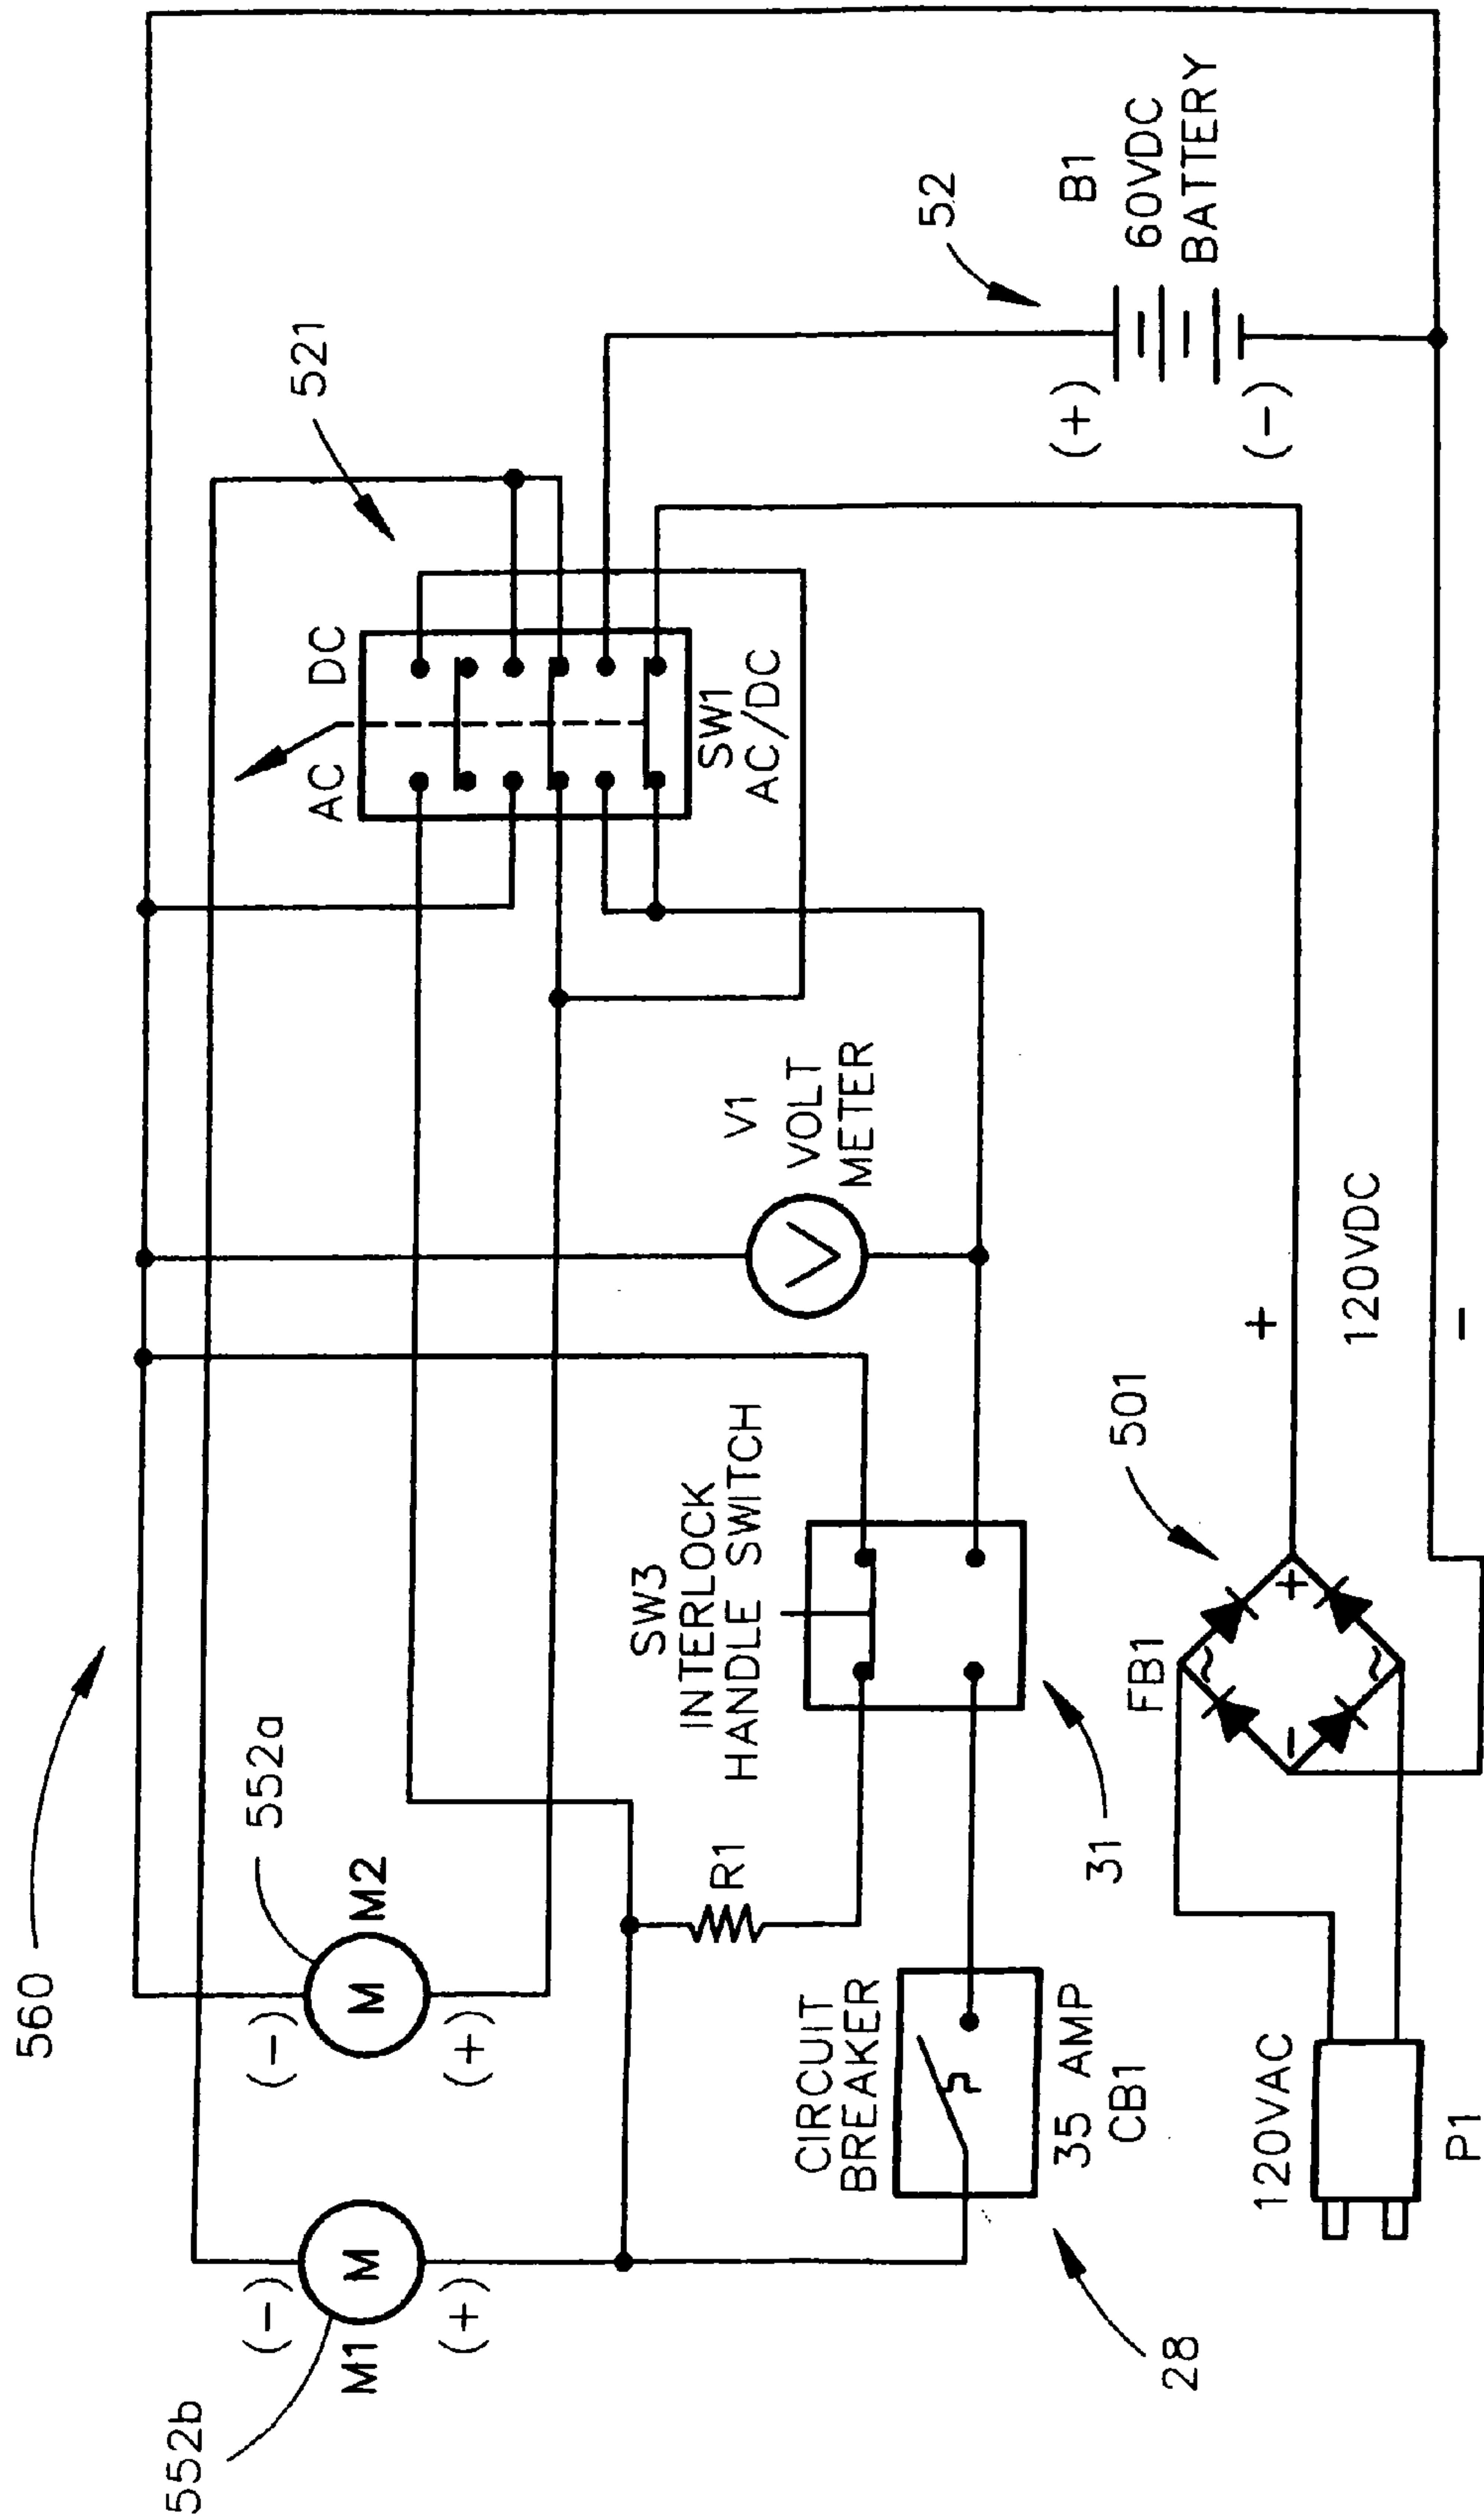 560
552b
552a
521
M1
(-)
M
(+)
M2
(-)
M
(+)
AC
DC
SW1
AC/DC
52
B1
60VDC
BATTERY
(+)
(-)
V1
VOLT
METER
SW3
INTERLOCK
HANDLE SWITCH
R1
31
CIRCUIT
BREAKER
35 AMP
CB1
28
501
FB1
+
-
~
~
+
120VDC
-
120VAC
P1